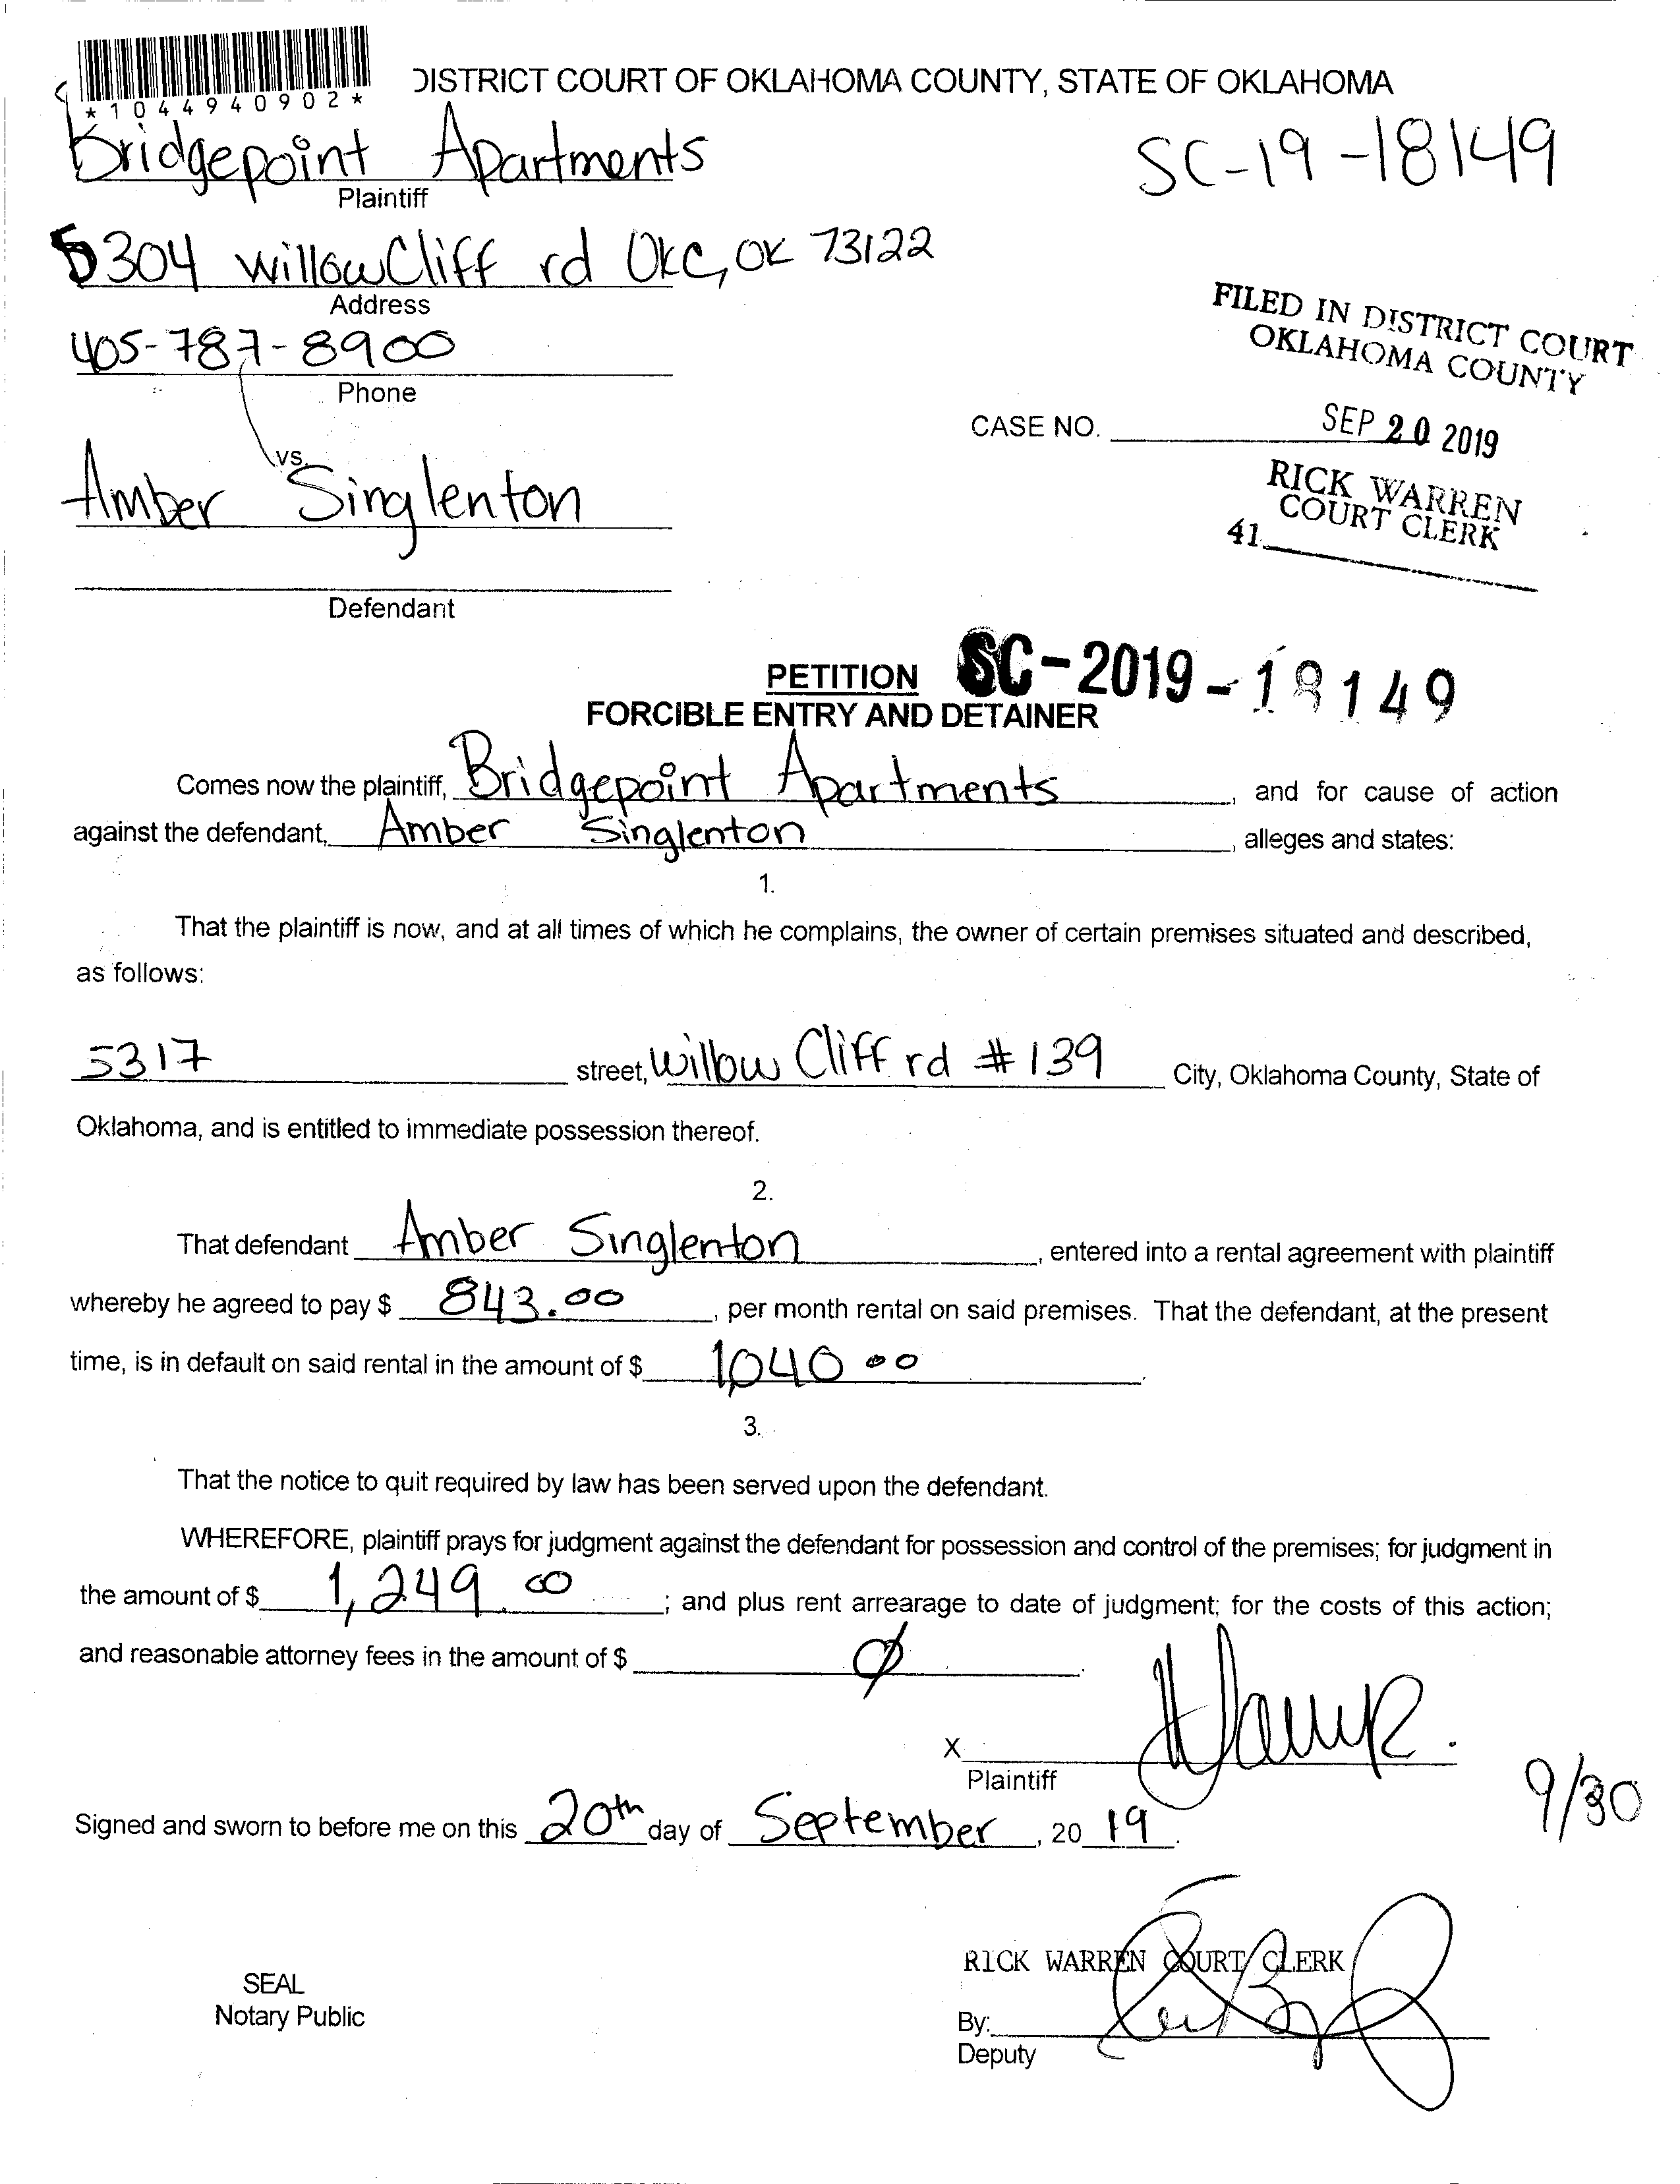 *1044940902*
DISTRICT COURT OF OKLAHOMA COUNTY, STATE OF OKLAHOMA
Bridgepoint Apartments
Plaintiff
SC-19-18149
5304 willowCliff rd OKC, OK 73122
Address
405-787-8900
Phone
FILED IN DISTRICT COURT
OKLAHOMA COUNTY
CASE NO.
SEP 20 2019
RICK WARREN
COURT CLERK
41
vs.
Amber Singlenton
Defendant
PETITION SC-2019-18149
FORCIBLE ENTRY AND DETAINER
Comes now the plaintiff, Bridgepoint Apartments, and for cause of action
against the defendant, Amber Singlenton, alleges and states:
1.
That the plaintiff is now, and at all times of which he complains, the owner of certain premises situated and described,
as follows:
5317 street, Willow Cliff rd # 139 City, Oklahoma County, State of
Oklahoma, and is entitled to immediate possession thereof.
2.
That defendant Amber Singlenton, entered into a rental agreement with plaintiff
whereby he agreed to pay $ 843.00, per month rental on said premises. That the defendant, at the present
time, is in default on said rental in the amount of $ 1,040 00.
3.
That the notice to quit required by law has been served upon the defendant.
WHEREFORE, plaintiff prays for judgment against the defendant for possession and control of the premises; for judgment in
the amount of $ 1,249.00; and plus rent arrearage to date of judgment; for the costs of this action;
and reasonable attorney fees in the amount of $ Ø.
X
Plaintiff
9/30
Signed and sworn to before me on this 20th day of September, 2019.
RICK WARREN COURT CLERK
SEAL
Notary Public
By:
Deputy